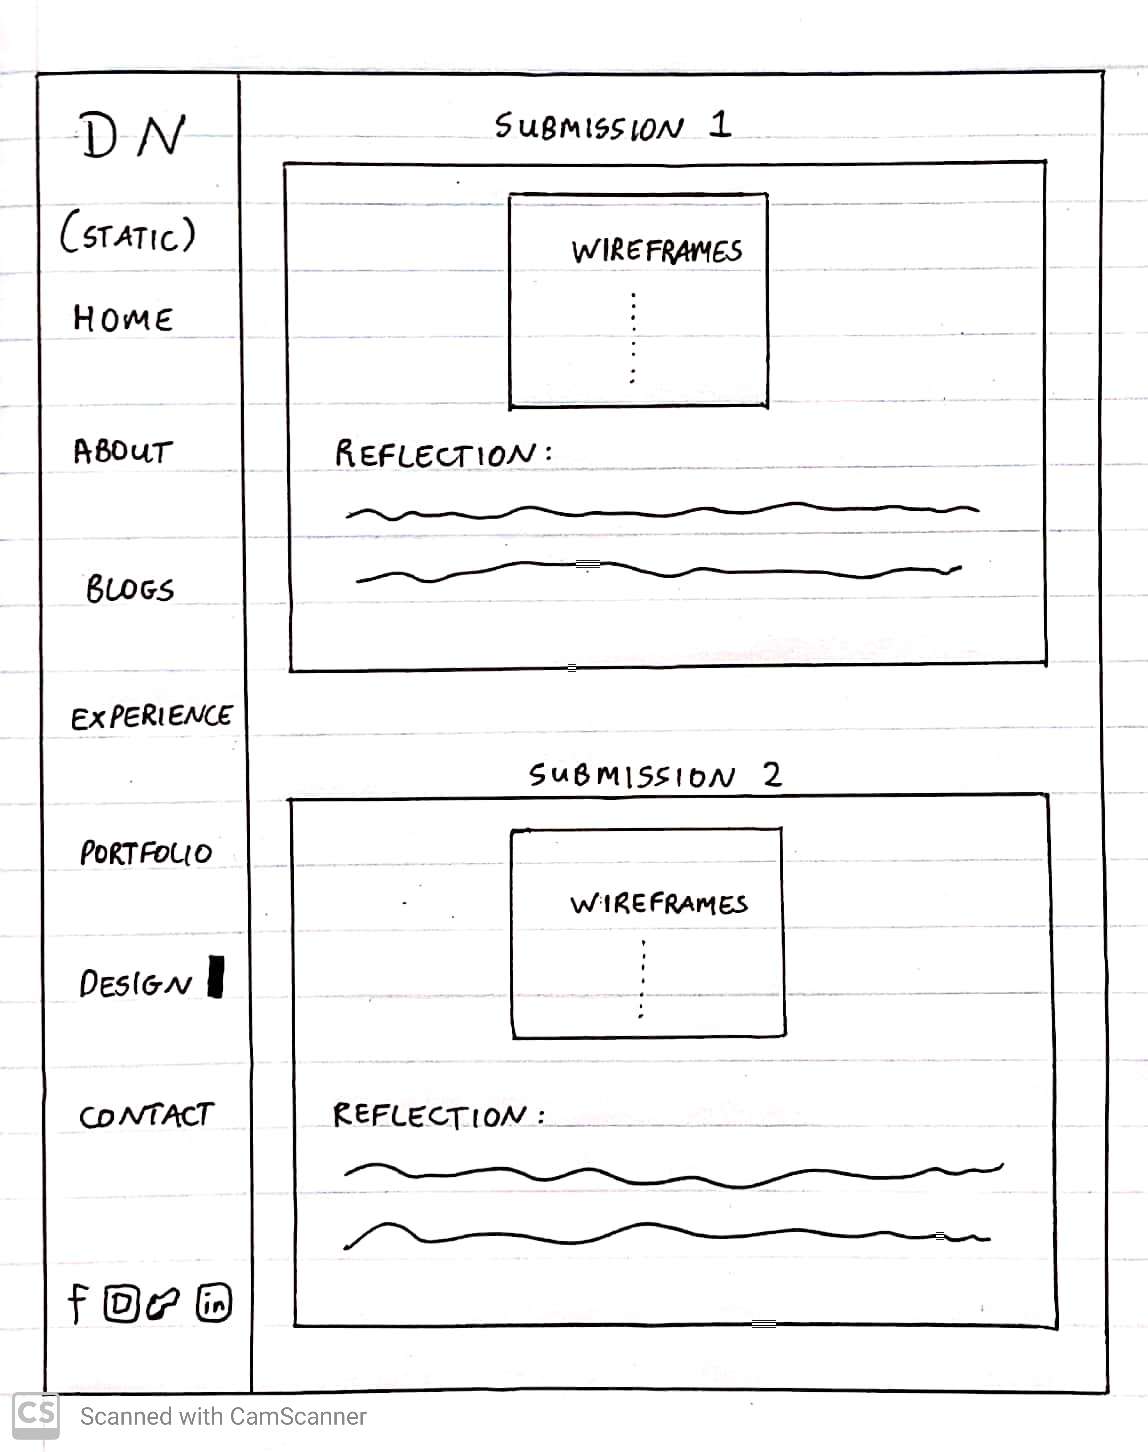 DN
(STATIC)
HOME
ABOUT
BLOGS
EXPERIENCE
PORTFOLIO
DESIGN
CONTACT
f in
SUBMISSION 1
WIREFRAMES
REFLECTION:
SUBMISSION 2
WIREFRAMES
REFLECTION:
CS Scanned with CamScanner